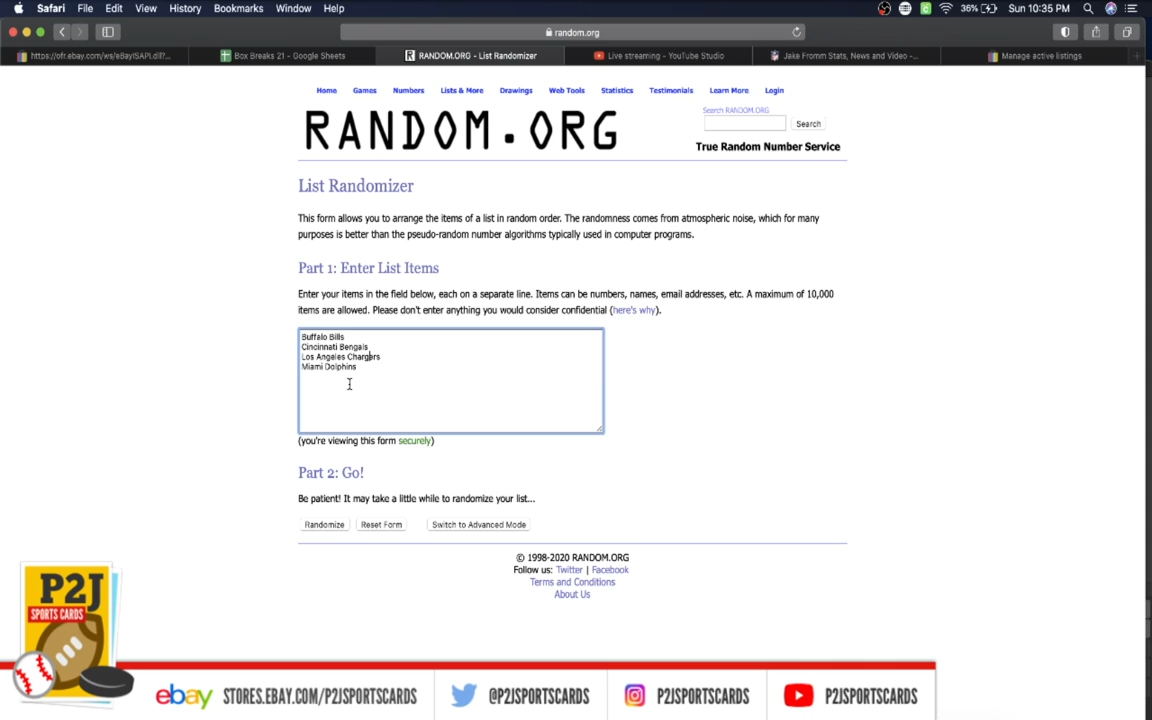 Safari File Edit View History Bookmarks Window Help 36% Sun 10:35 PM
random.org
https://ofr.ebay.com/ws/eBayISAPI.dll?... Box Breaks 21 - Google Sheets RANDOM.ORG - List Randomizer Live streaming - YouTube Studio Jake Fromm Stats, News and Video -... Manage active listings
Home Games Numbers Lists & More Drawings Web Tools Statistics Testimonials Learn More Login
RANDOM.ORG
Search RANDOM.ORG
Search
True Random Number Service
List Randomizer
This form allows you to arrange the items of a list in random order. The randomness comes from atmospheric noise, which for many
purposes is better than the pseudo-random number algorithms typically used in computer programs.
Part 1: Enter List Items
Enter your items in the field below, each on a separate line. Items can be numbers, names, email addresses, etc. A maximum of 10,000
items are allowed. Please don't enter anything you would consider confidential (here's why).
Buffalo Bills
Cincinnati Bengals
Los Angeles Chargers
Miami Dolphins
(you're viewing this form securely)
Part 2: Go!
Be patient! It may take a little while to randomize your list...
Randomize Reset Form Switch to Advanced Mode
© 1998-2020 RANDOM.ORG
Follow us: Twitter | Facebook
Terms and Conditions
About Us
P2J
SPORTS CARDS
ebay STORES.EBAY.COM/P2JSPORTSCARDS @P2JSPORTSCARDS P2JSPORTSCARDS P2JSPORTSCARDS